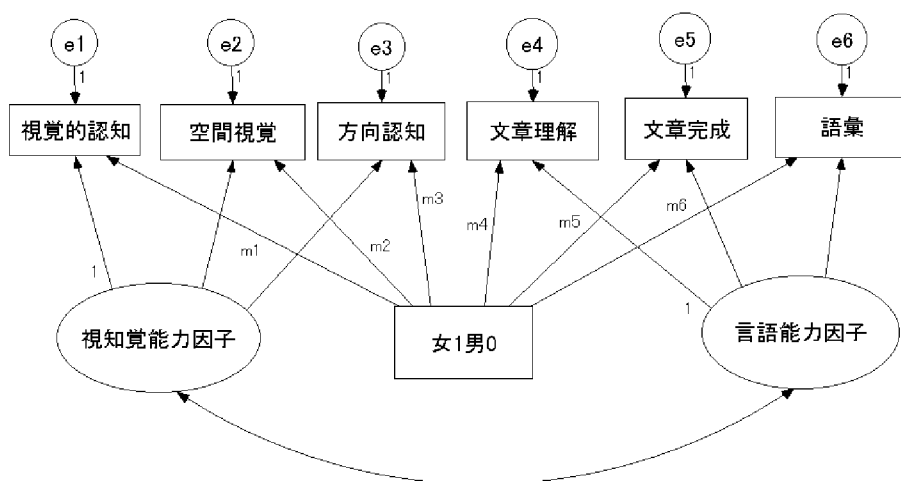 e1
e2
e3
e4
e5
e6
1
1
1
1
1
1
視覚的認知
空間視覚
方向認知
文章理解
文章完成
語彙
m3
m4
m5
m6
m1
m2
1
1
視知覚能力因子
女1男0
言語能力因子